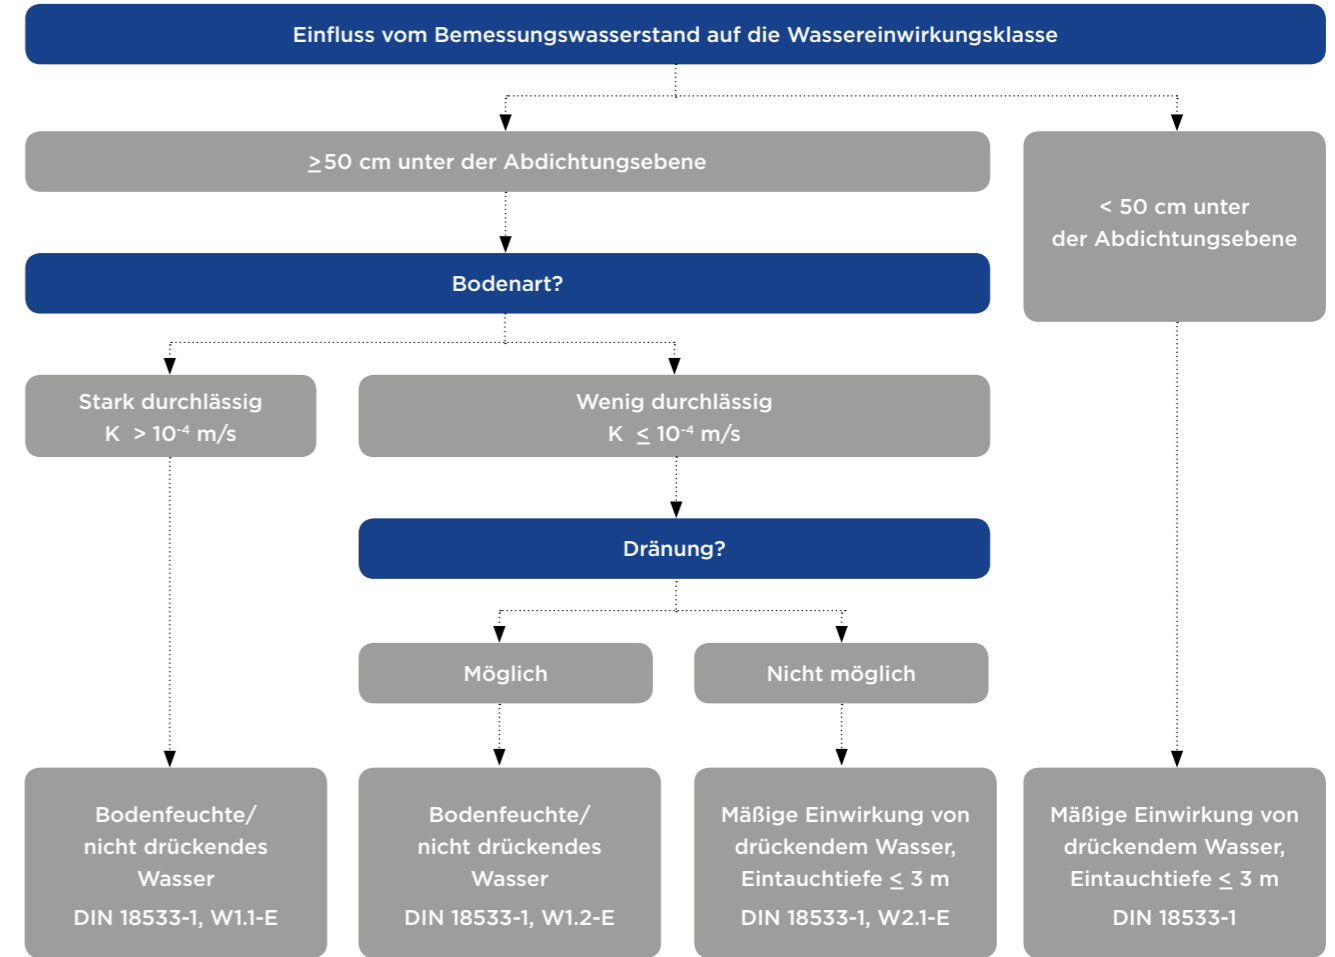 Einfluss vom Bemessungswasserstand auf die Wassereinwirkungsklasse
≥ 50 cm unter der Abdichtungsebene
< 50 cm unter
der Abdichtungsebene
Bodenart?
Stark durchlässig
K > 10⁻⁴ m/s
Wenig durchlässig
K ≤ 10⁻⁴ m/s
Dränung?
Möglich
Nicht möglich
Bodenfeuchte/
nicht drückendes
Wasser
DIN 18533-1, W1.1-E
Bodenfeuchte/
nicht drückendes
Wasser
DIN 18533-1, W1.2-E
Mäßige Einwirkung von
drückendem Wasser,
Eintauchtiefe ≤ 3 m
DIN 18533-1, W2.1-E
Mäßige Einwirkung von
drückendem Wasser,
Eintauchtiefe ≤ 3 m
DIN 18533-1